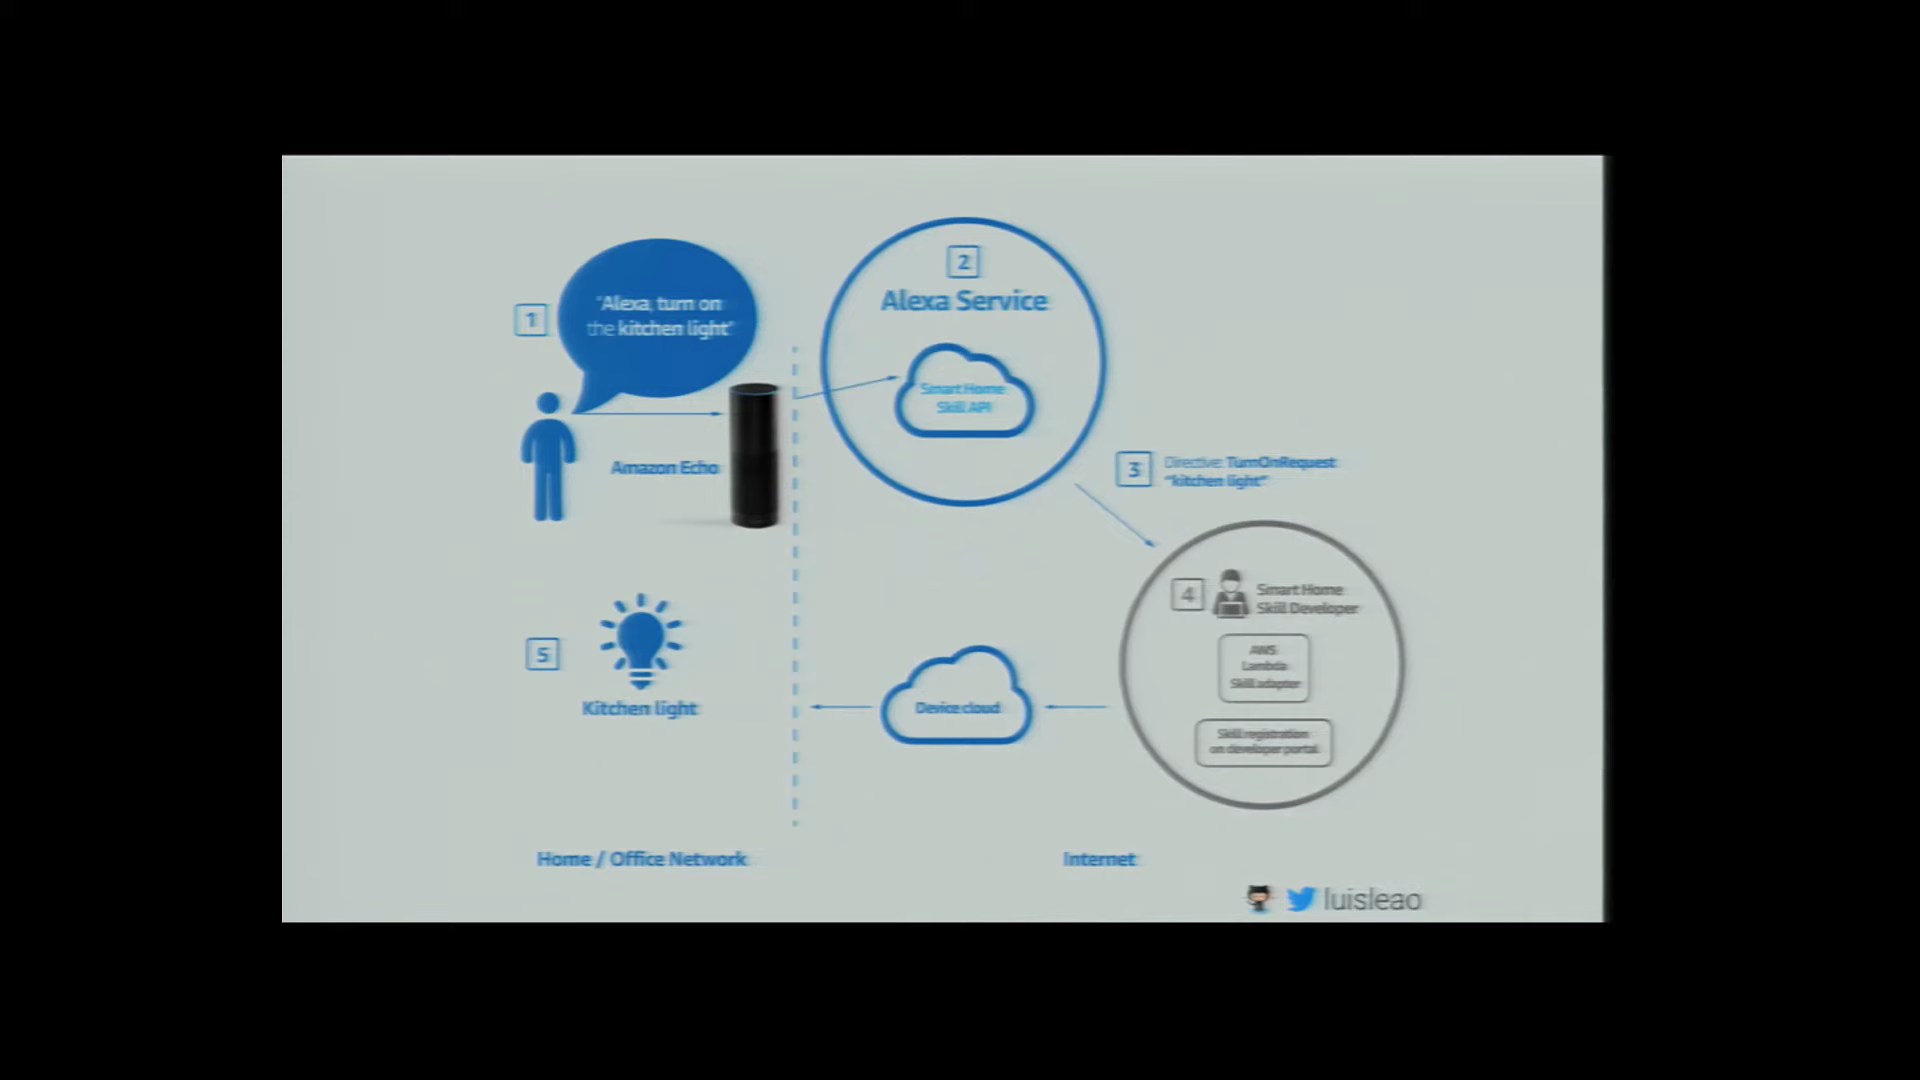 1
"Alexa, turn on
the kitchen light"
Amazon Echo
2
Alexa Service
Smart Home
Skill API
3
Directive: TurnOnRequest
"kitchen light"
4
Smart Home
Skill Developer
AWS
Lambda
Skill adapter
Skill registration
on developer portal
Device cloud
5
Kitchen light
Home / Office Network
Internet
luisleao